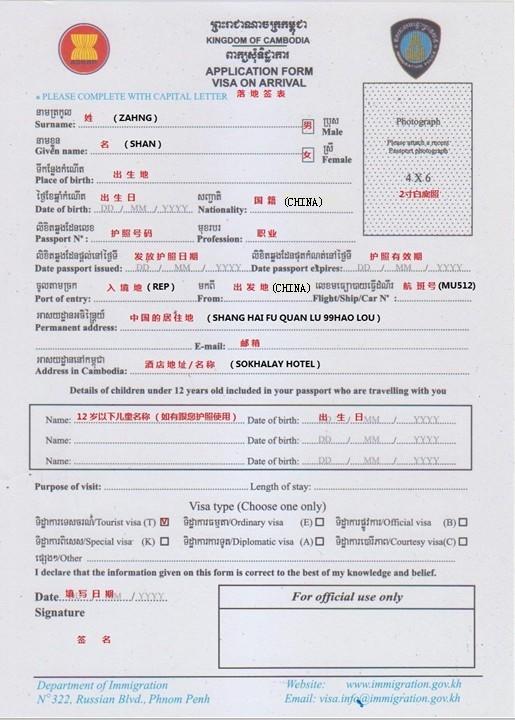 ព្រះរាជាណាចក្រកម្ពុជា
KINGDOM OF CAMBODIA
ពាក្យសុំទិដ្ឋាការ
APPLICATION FORM
VISA ON ARRIVAL
* PLEASE COMPLETE WITH CAPITAL LETTER 落地签表
នាមត្រកូល
Surname: 姓 (ZAHNG) 男 ប្រុស Male
នាមខ្លួន
Given name: 名 (SHAN) 女 ស្រី Female
Photograph
Please attach a recent
Passport photograph
4 X 6
2寸白底照
ទីកន្លែងកំណើត
Place of birth: 出生地
ថ្ងៃខែឆ្នាំកំណើត 出生日 សញ្ជាតិ 国籍 (CHINA)
Date of birth: DD / MM / YYYY Nationality:
លិខិតឆ្លងដែនលេខ មុខរបរ
Passport N°: 护照号码 Profession: 职业
លិខិតឆ្លងដែនចេញនៅថ្ងៃទី 发放护照日期 លិខិតឆ្លងដែនផុតកំណត់នៅថ្ងៃទី 护照有效期
Date passport issued: DD / MM / YYYY Date passport expires: DD / MM / YYYY
ចូលតាមច្រក 入境地 (REP) មកពី 出发地 (CHINA) លេខមធ្យោបាយធ្វើដំណើរ 航班号(MU512)
Port of entry: From: Flight/Ship/Car N°
អាសយដ្ឋានអចិន្ត្រៃយ៍ 中国的居住地 (SHANG HAI FU QUAN LU 99HAO LOU)
Permanent address:
E-mail: 邮箱
អាសយដ្ឋាននៅកម្ពុជា
Address in Cambodia: 酒店地址/名称 (SOKHALAY HOTEL)
Details of children under 12 years old included in your passport who are travelling with you
Name: 12岁以下儿童名称 (如有跟您护照使用) Date of birth: 出生日 MM / YYYY
Name: Date of birth: DD / MM / YYYY
Name: Date of birth: DD / MM / YYYY
Purpose of visit: Length of stay:
Visa type (Choose one only)
ទិដ្ឋាការទេសចរណ៍/Tourist visa (T) V ទិដ្ឋាការធម្មតា/Ordinary visa (E) ទិដ្ឋាការផ្លូវការ/Official visa (B)
ទិដ្ឋាការពិសេស/Special visa (K) ទិដ្ឋាការការទូត/Diplomatic visa (A) ទិដ្ឋាការបារើភាព/Courtesy visa(C)
ផ្សេងៗ/Other
I declare that the information given on this form is correct to the best of my knowledge and belief.
Date 填写日期 MM / YYYY
Signature
签名
For official use only
Department of Immigration
N°322, Russian Blvd., Phnom Penh
Website: www.immigration.gov.kh
Email: visa.info@immigration.gov.kh